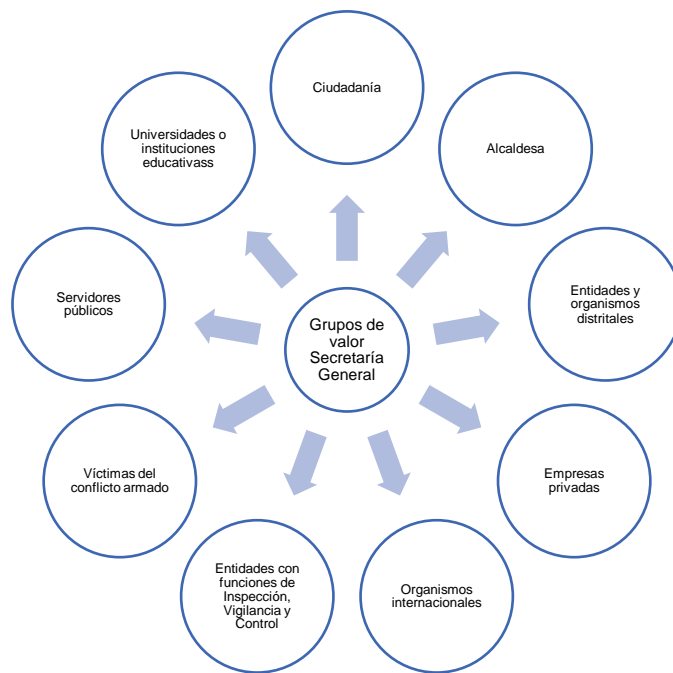 Ciudadanía
Alcaldesa
Entidades y
organismos
distritales
Empresas
privadas
Organismos
internacionales
Entidades con
funciones de
Inspección,
Vigilancia y
Control
Víctimas del
conflicto armado
Servidores
públicos
Universidades o
instituciones
educativass
Grupos de
valor
Secretaría
General